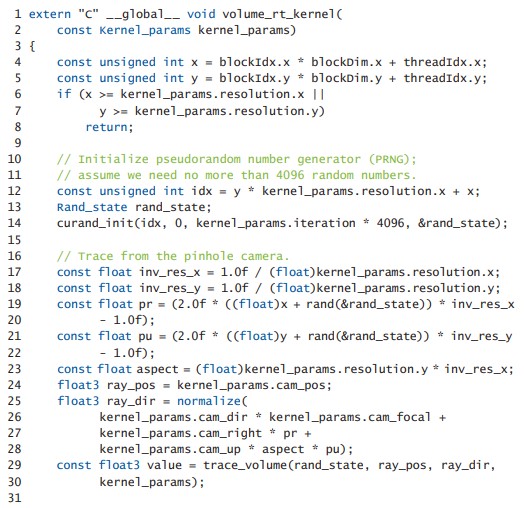 1 extern "C" __global__ void volume_rt_kernel(
2     const Kernel_params kernel_params)
3 {
4     const unsigned int x = blockIdx.x * blockDim.x + threadIdx.x;
5     const unsigned int y = blockIdx.y * blockDim.y + threadIdx.y;
6     if (x >= kernel_params.resolution.x ||
7             y >= kernel_params.resolution.y)
8         return;
9
10     // Initialize pseudorandom number generator (PRNG);
11     // assume we need no more than 4096 random numbers.
12     const unsigned int idx = y * kernel_params.resolution.x + x;
13     Rand_state rand_state;
14     curand_init(idx, 0, kernel_params.iteration * 4096, &rand_state);
15
16     // Trace from the pinhole camera.
17     const float inv_res_x = 1.0f / (float)kernel_params.resolution.x;
18     const float inv_res_y = 1.0f / (float)kernel_params.resolution.y;
19     const float pr = (2.0f * ((float)x + rand(&rand_state)) * inv_res_x
20             - 1.0f);
21     const float pu = (2.0f * ((float)y + rand(&rand_state)) * inv_res_y
22             - 1.0f);
23     const float aspect = (float)kernel_params.resolution.y * inv_res_x;
24     float3 ray_pos = kernel_params.cam_pos;
25     float3 ray_dir = normalize(
26             kernel_params.cam_dir * kernel_params.cam_focal +
27             kernel_params.cam_right * pr +
28             kernel_params.cam_up * aspect * pu);
29     const float3 value = trace_volume(rand_state, ray_pos, ray_dir,
30             kernel_params);
31